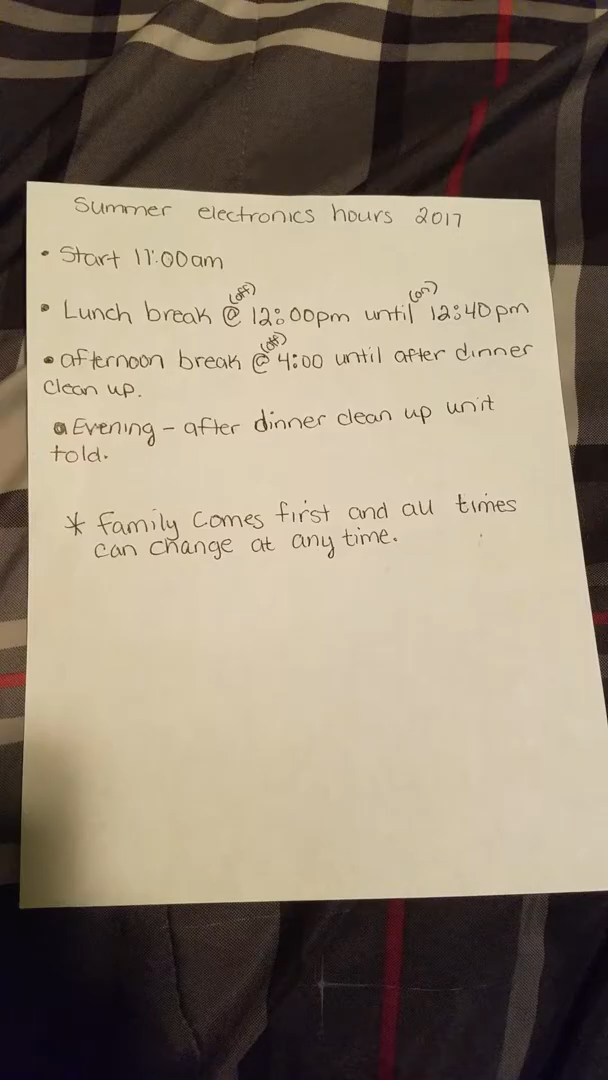 Summer electronics hours 2017
• Start 11:00am
(off) (on)
• Lunch break @ 12:00pm until 12:40pm
(off)
• afternoon break @ 4:00 until after dinner
clean up.
• Evening – after dinner clean up unit
told.
* Family comes first and all times
can change at any time.